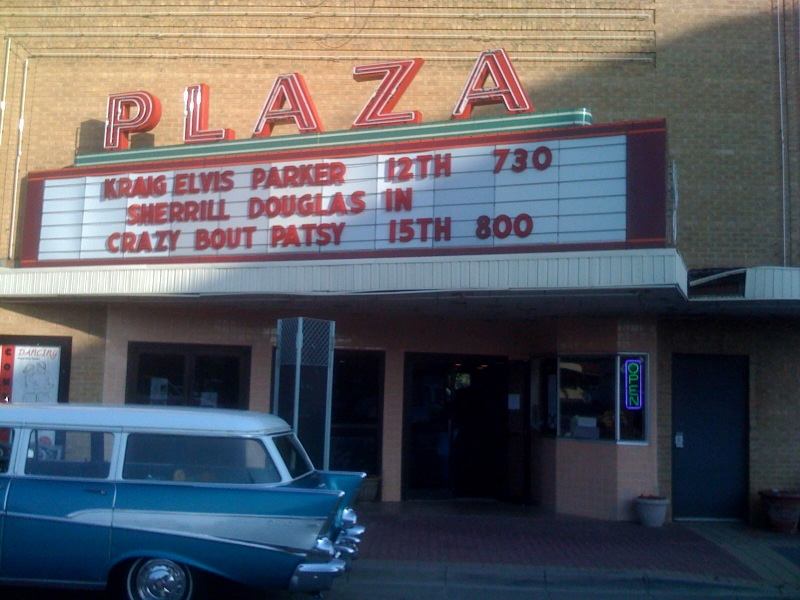 PLAZA
KRAIG ELVIS PARKER 12TH 730
SHERRILL DOUGLAS IN
CRAZY BOUT PATSY 15TH 800
OPEN
DANCING